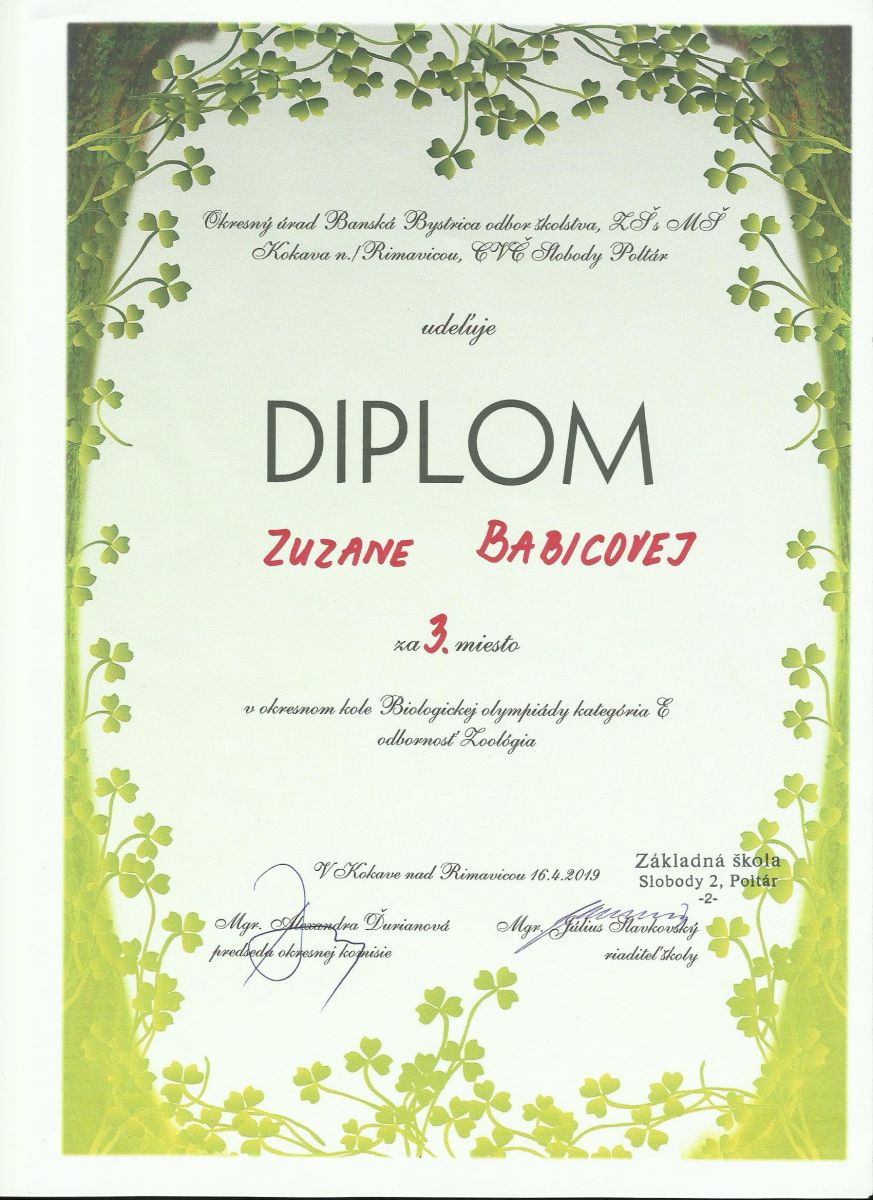 Okresný úrad Banská Bystrica odbor školstva, ZŠ s MŠ
Kokava n./Rimavicou, CVČ Slobody Poltár
udeľuje
DIPLOM
ZUZANE BABICOVEJ
za 3. miesto
v okresnom kole Biologickej olympiády kategória E
odbornosť Zoológia
V Kokave nad Rimavicou 16.4.2019
Základná škola
Slobody 2, Poltár
-2-
Mgr. Alexandra Ďurianová
predseda okresnej komisie
Mgr. Július Slavkovský
riaditeľ školy